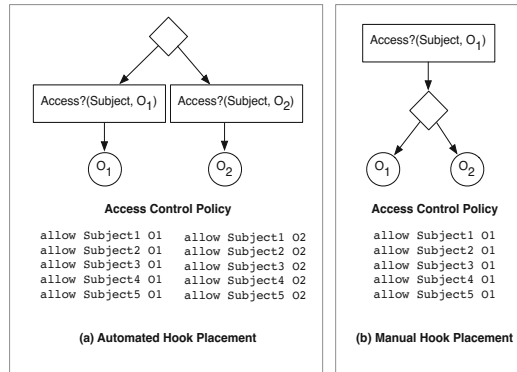 Access?(Subject, O1)
Access?(Subject, O2)
O1
O2
Access Control Policy
allow Subject1 O1
allow Subject2 O1
allow Subject3 O1
allow Subject4 O1
allow Subject5 O1
allow Subject1 O2
allow Subject2 O2
allow Subject3 O2
allow Subject4 O2
allow Subject5 O2
(a) Automated Hook Placement
Access?(Subject, O1)
O1
O2
Access Control Policy
allow Subject1 O1
allow Subject2 O1
allow Subject3 O1
allow Subject4 O1
allow Subject5 O1
(b) Manual Hook Placement